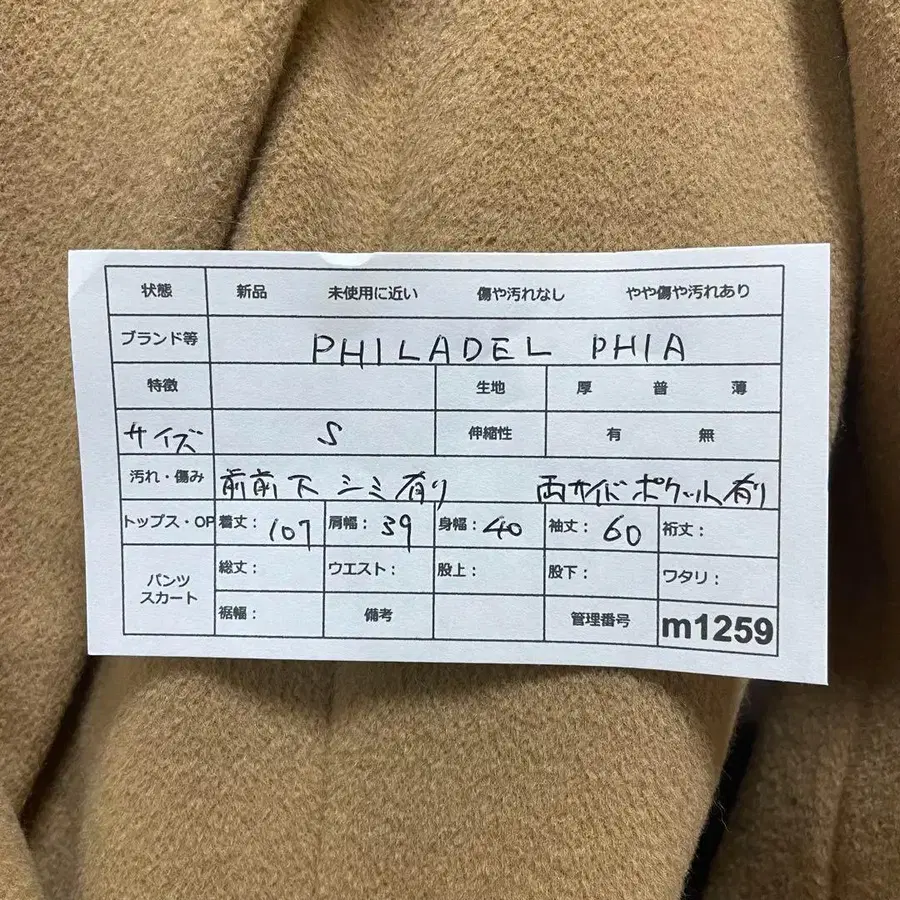 状態 新品 未使用に近い 傷や汚れなし やや傷や汚れあり
ブランド等 PHILADEL PHIA
特徴 生地 厚 普 薄
サイズ S 伸縮性 有 無
汚れ・傷み 前前下 シミ有り 両サイドポケット有り
トップス・OP 着丈: 107 肩幅: 39 身幅: 40 袖丈: 60 裄丈:
パンツ スカート 総丈: ウエスト: 股上: 股下: ワタリ:
裾幅: 備考 管理番号 m1259